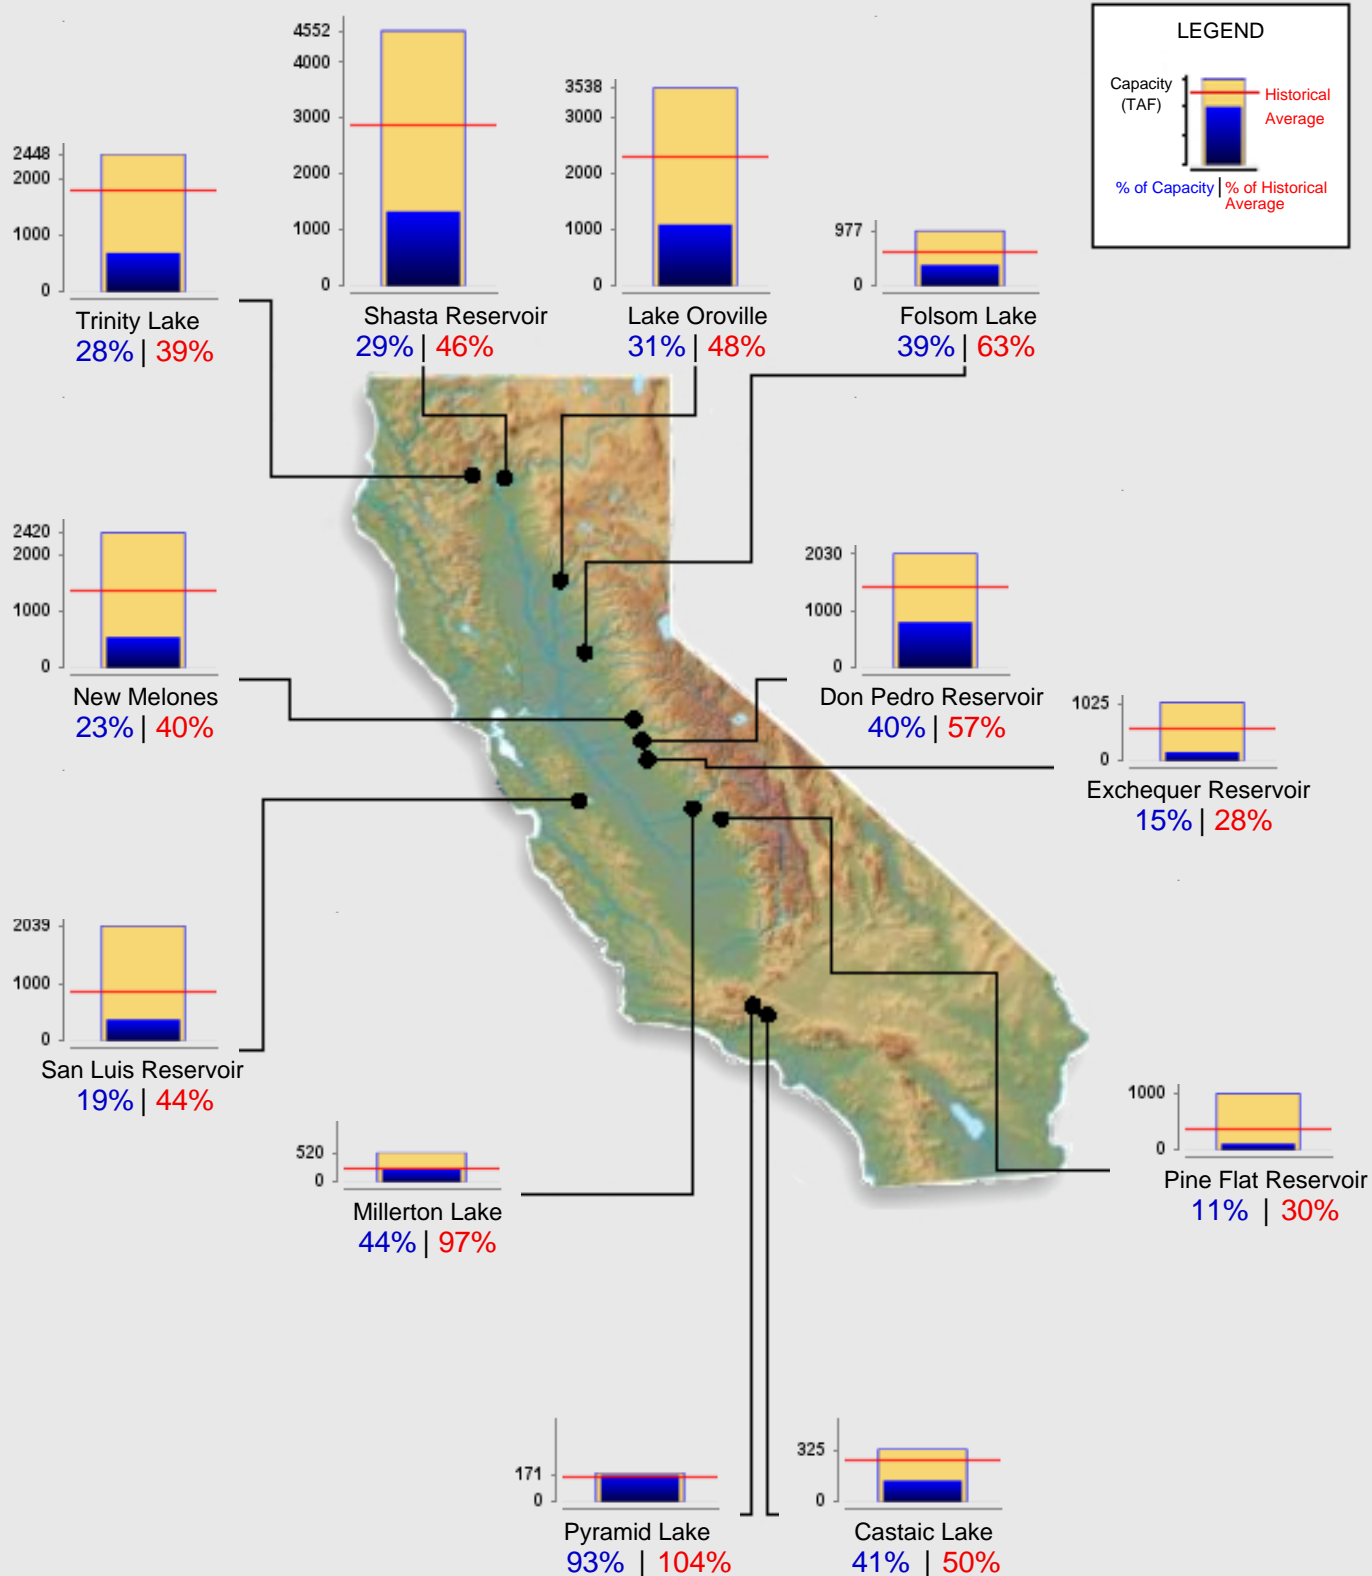 LEGEND
Capacity
(TAF)
Historical
Average
% of Capacity | % of Historical
Average
4552
4000
3000
2000
1000
0
Shasta Reservoir
29% | 46%
3538
3000
2000
1000
0
Lake Oroville
31% | 48%
2448
2000
1000
0
Trinity Lake
28% | 39%
977
0
Folsom Lake
39% | 63%
2420
2000
1000
0
New Melones
23% | 40%
2030
1000
0
Don Pedro Reservoir
40% | 57%
1025
0
Exchequer Reservoir
15% | 28%
2039
1000
0
San Luis Reservoir
19% | 44%
520
0
Millerton Lake
44% | 97%
1000
0
Pine Flat Reservoir
11% | 30%
171
0
Pyramid Lake
93% | 104%
325
0
Castaic Lake
41% | 50%